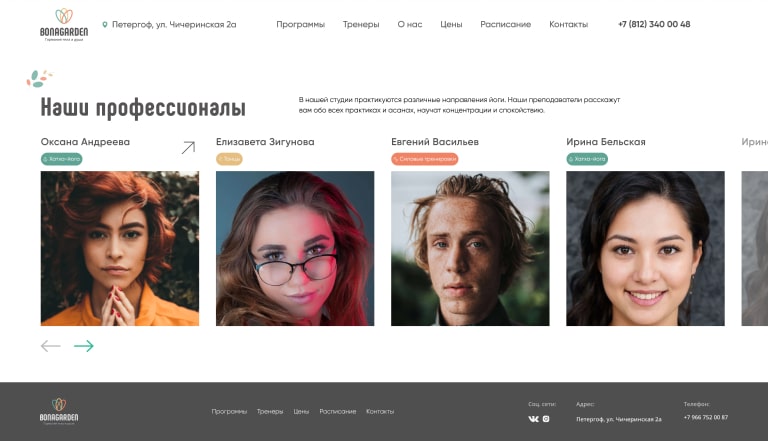 BONAGARDEN
Гармония тела и души
Петергоф, ул. Чичеринская 2а
Программы
Тренеры
О нас
Цены
Расписание
Контакты
+7 (812) 340 00 48
Наши профессионалы
В нашей студии практикуются различные направления йоги. Наши преподаватели расскажут
вам обо всех практиках и асанах, научат концентрации и спокойствию.
Оксана Андреева
Хатха-йога
Елизавета Зигунова
Танцы
Евгений Васильев
Силовые тренировки
Ирина Бельская
Хатха-йога
Ирин
BONAGARDEN
Программы
Тренеры
Цены
Расписание
Контакты
Соц. сети:
Адрес:
Петергоф, ул. Чичеринская 2а
Телефон:
+7 966 752 00 87